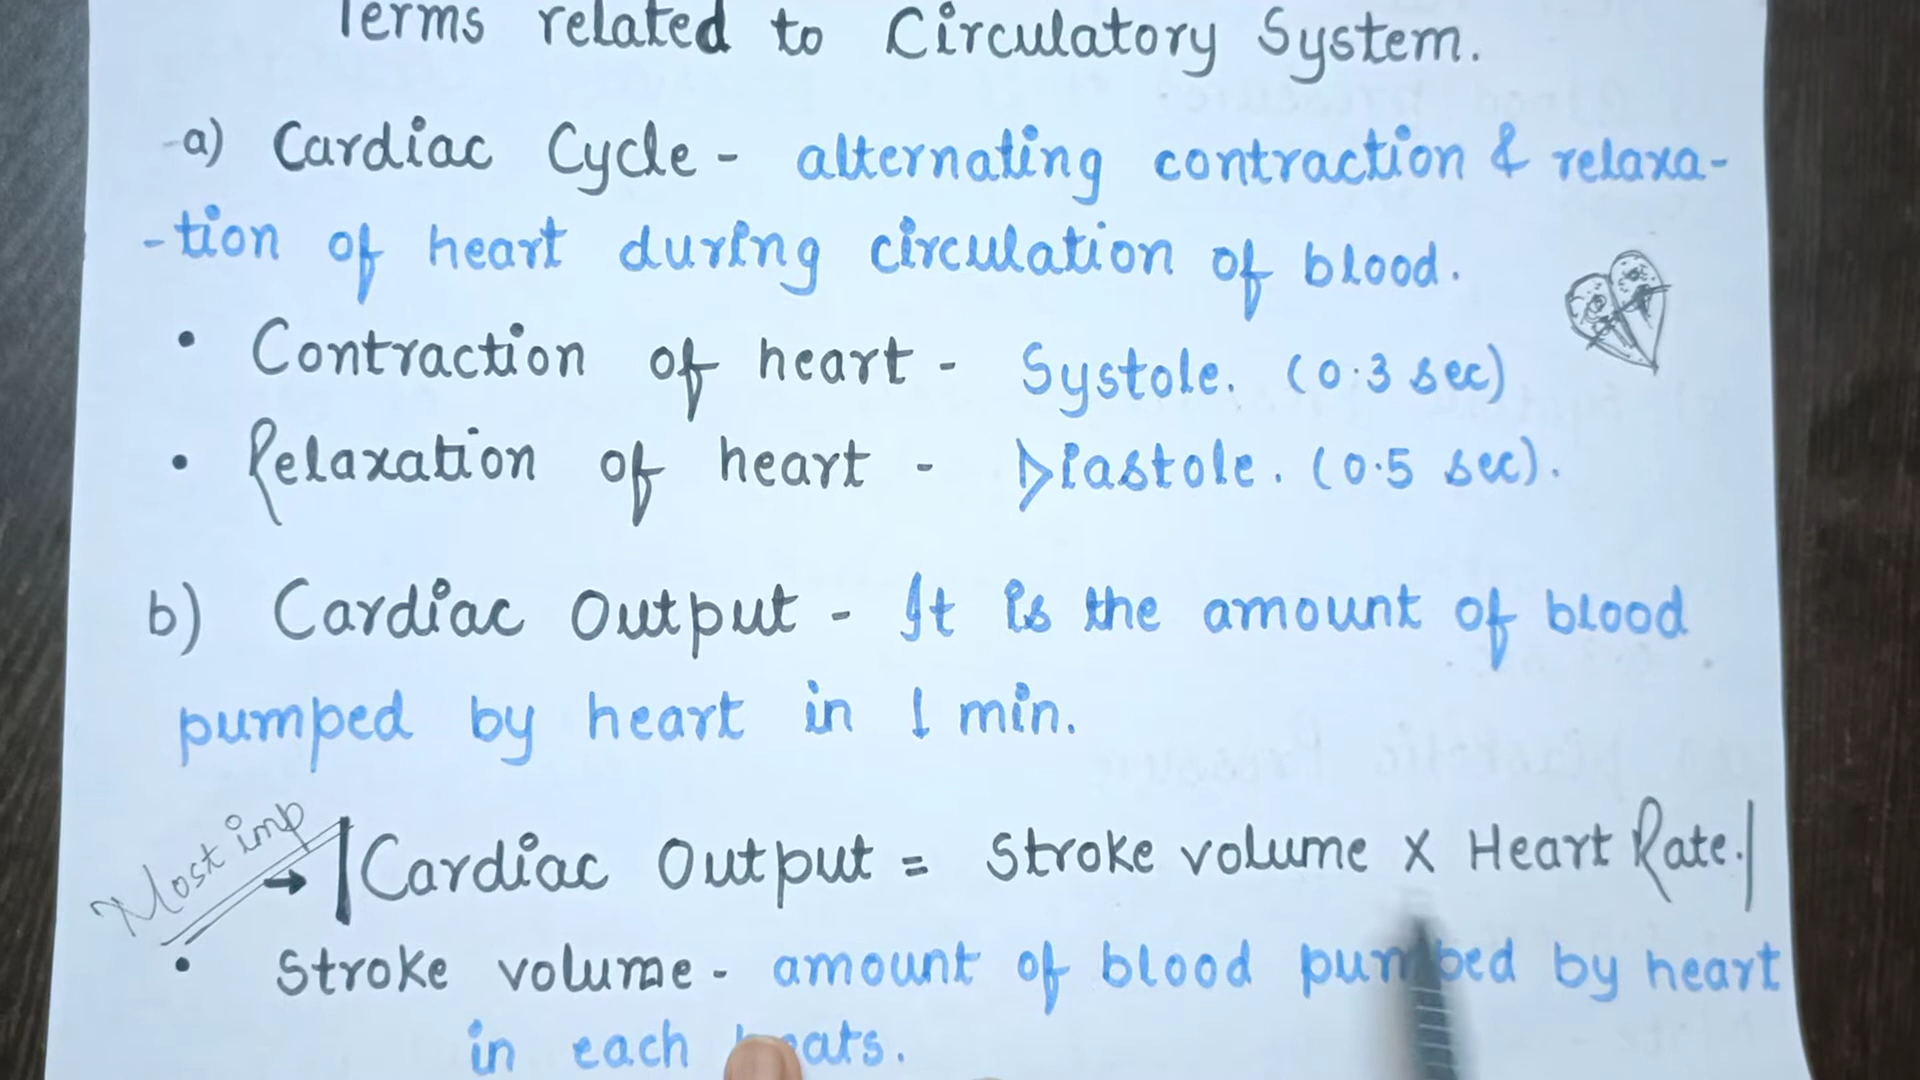 Terms related to Circulatory System.
a) Cardiac Cycle - alternating contraction & relaxa-
-tion of heart during circulation of blood.
• Contraction of heart - Systole. (0.3 sec)
• Relaxation of heart - Diastole. (0.5 sec).
b) Cardiac Output - It is the amount of blood
pumped by heart in 1 min.
Most imp
→ |Cardiac Output = Stroke volume X Heart Rate.|
• Stroke volume - amount of blood pumped by heart
in each beats.